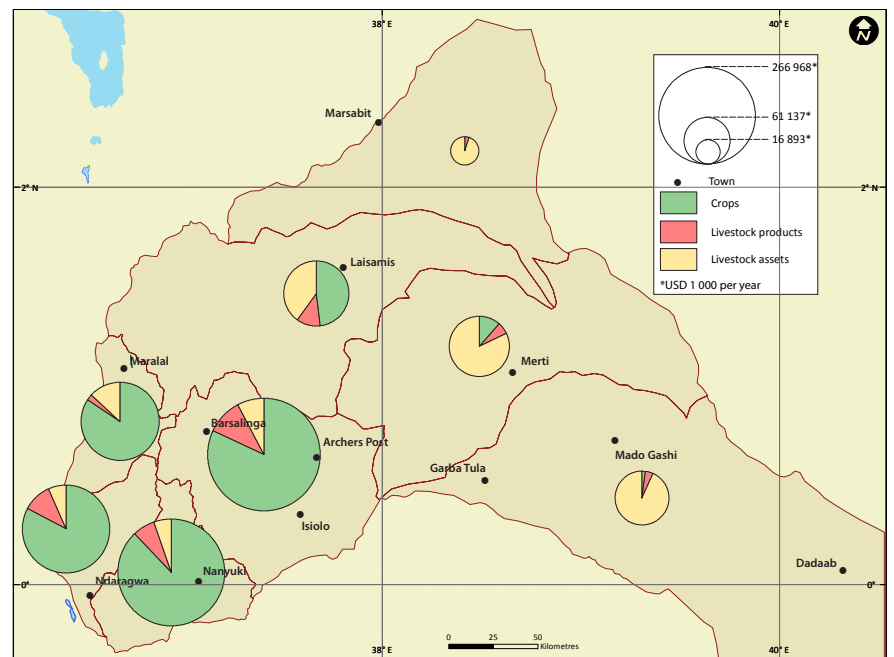 38° E
40° E
N
266 968*
61 137*
16 893*
Town
Crops
Livestock products
Livestock assets
*USD 1 000 per year
Marsabit
2° N
2° N
Laisamis
Maralal
Merti
Barsalinga
Archers Post
Mado Gashi
Garba Tula
Isiolo
Dadaab
Nanyuki
Ndaragwa
0°
0°
0
25
50
Kilometres
38° E
40° E